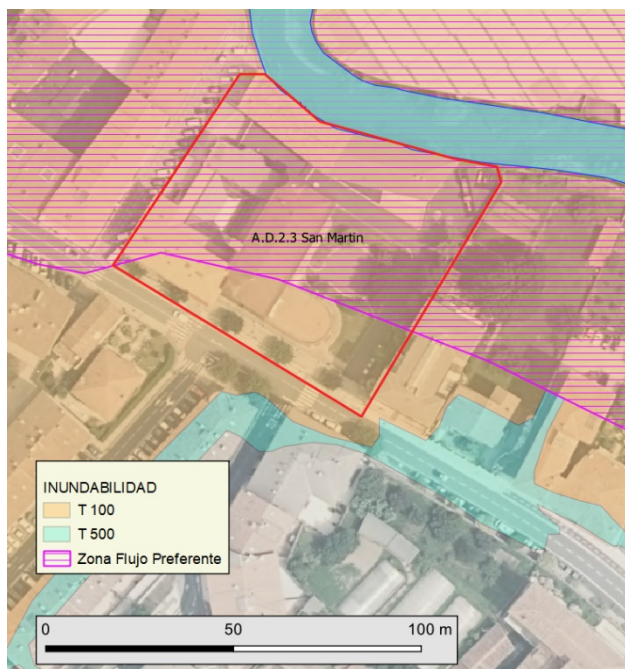 A.D.2.3 San Martin
INUNDABILIDAD
T 100
T 500
Zona Flujo Preferente
0 50 100 m